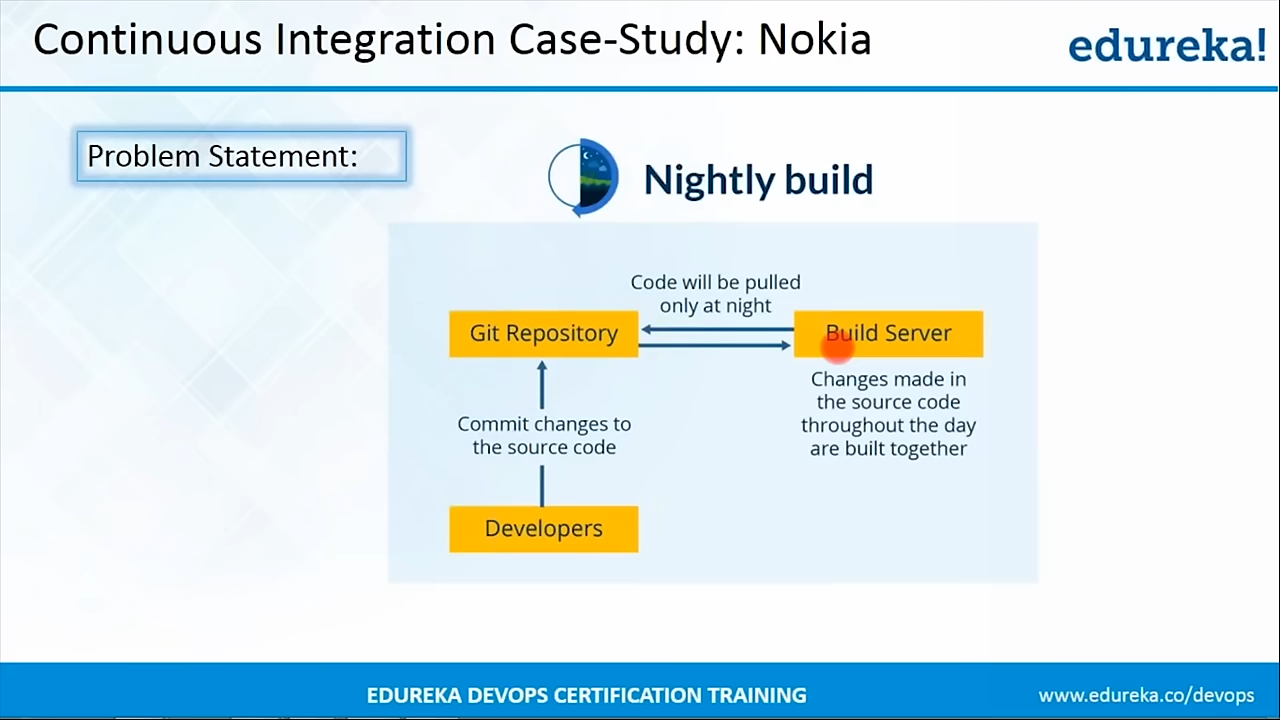 Continuous Integration Case-Study: Nokia
edureka!
Problem Statement:
Nightly build
Code will be pulled
only at night
Git Repository
Build Server
Changes made in
the source code
throughout the day
are built together
Commit changes to
the source code
Developers
EDUREKA DEVOPS CERTIFICATION TRAINING
www.edureka.co/devops